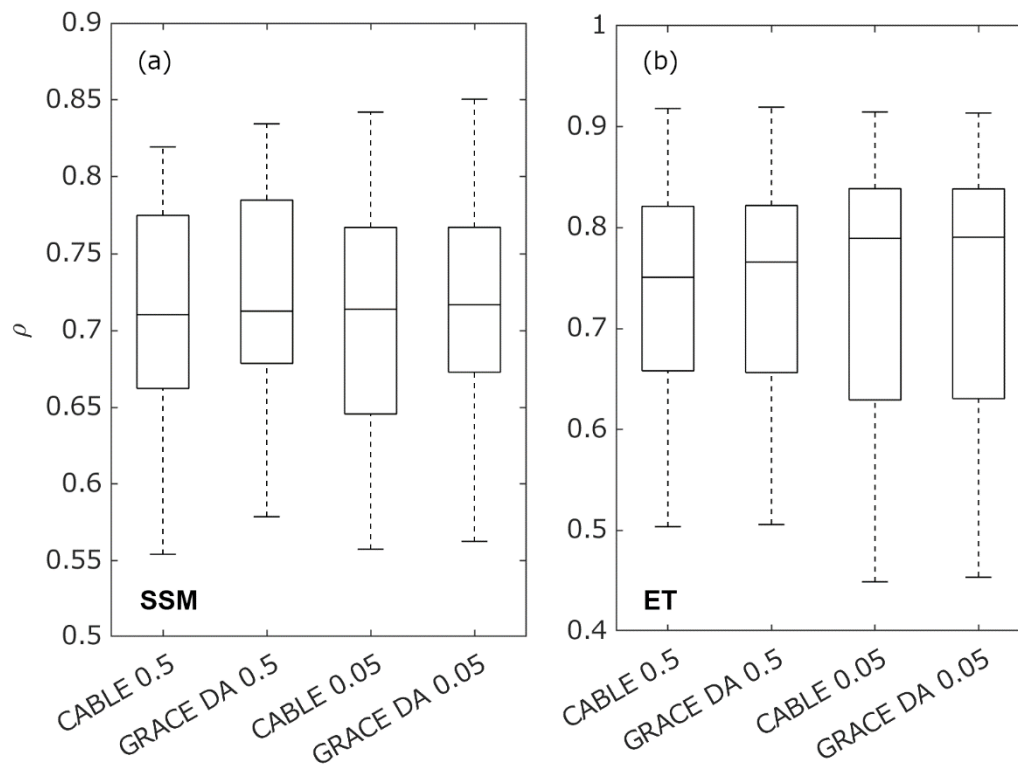 (a)
0.9
0.85
0.8
0.75
0.7
0.65
0.6
0.55
0.5
ρ
SSM
CABLE 0.5
GRACE DA 0.5
CABLE 0.05
GRACE DA 0.05
(b)
1
0.9
0.8
0.7
0.6
0.5
0.4
ET
CABLE 0.5
GRACE DA 0.5
CABLE 0.05
GRACE DA 0.05